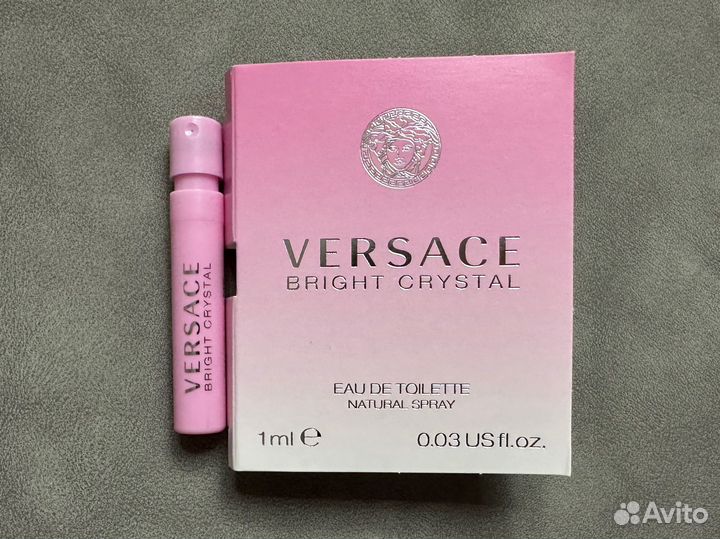 VERSACE
BRIGHT CRYSTAL
VERSACE
BRIGHT CRYSTAL
EAU DE TOILETTE
NATURAL SPRAY
1ml ℮
0.03 US fl.oz.
Avito